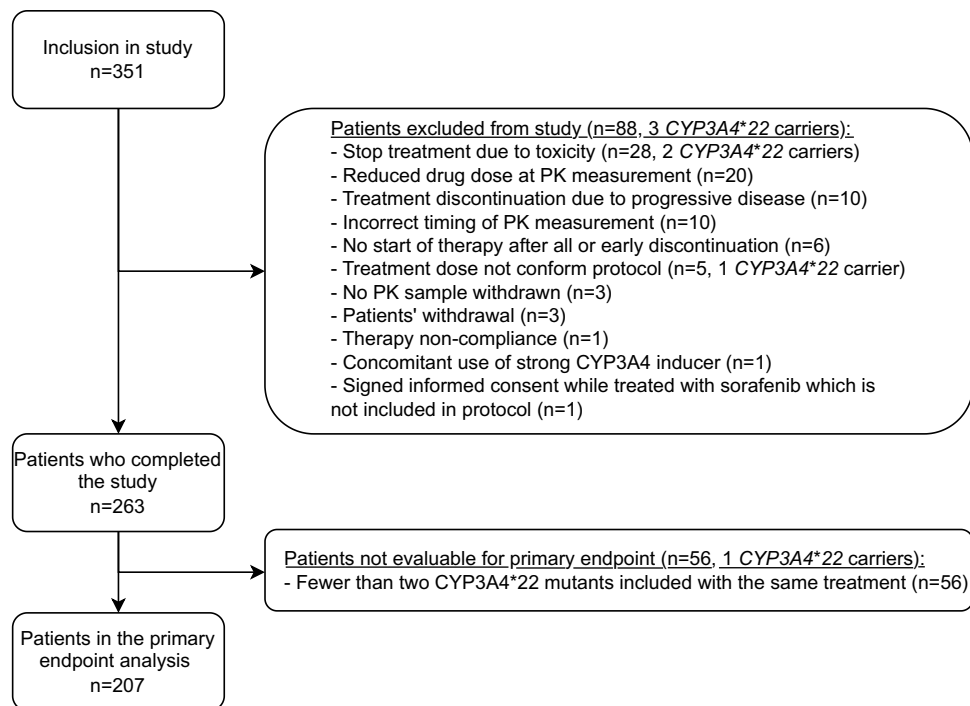 Inclusion in study
n=351
Patients excluded from study (n=88, 3 CYP3A4*22 carriers):
- Stop treatment due to toxicity (n=28, 2 CYP3A4*22 carriers)
- Reduced drug dose at PK measurement (n=20)
- Treatment discontinuation due to progressive disease (n=10)
- Incorrect timing of PK measurement (n=10)
- No start of therapy after all or early discontinuation (n=6)
- Treatment dose not conform protocol (n=5, 1 CYP3A4*22 carrier)
- No PK sample withdrawn (n=3)
- Patients' withdrawal (n=3)
- Therapy non-compliance (n=1)
- Concomitant use of strong CYP3A4 inducer (n=1)
- Signed informed consent while treated with sorafenib which is
not included in protocol (n=1)
Patients who completed
the study
n=263
Patients not evaluable for primary endpoint (n=56, 1 CYP3A4*22 carriers):
- Fewer than two CYP3A4*22 mutants included with the same treatment (n=56)
Patients in the primary
endpoint analysis
n=207